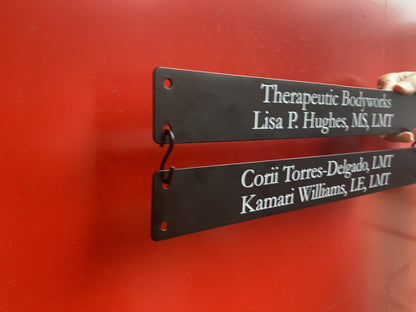 Therapeutic Bodyworks
Lisa P. Hughes, MS, LMT
Corii Torres-Delgado, LMT
Kamari Williams, LE, LMT